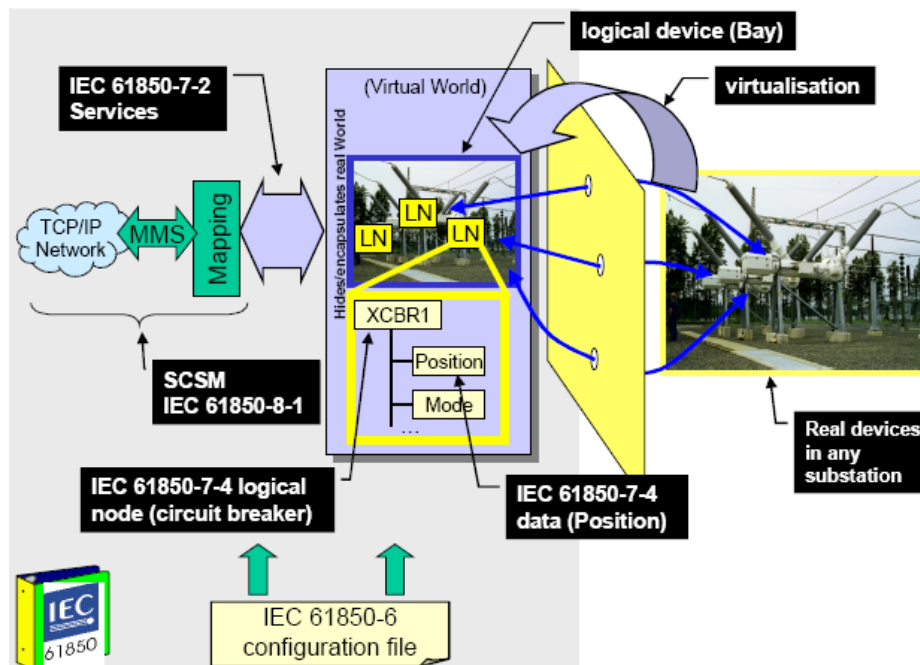 logical device (Bay)
IEC 61850-7-2
Services
(Virtual World)
virtualisation
Hides/encapsulates real World
TCP/IP
Network
MMS
Mapping
LN
LN
LN
XCBR1
Position
Mode
...
SCSM
IEC 61850-8-1
Real devices
in any
substation
IEC 61850-7-4 logical
node (circuit breaker)
IEC 61850-7-4
data (Position)
IEC
61850
IEC 61850-6
configuration file